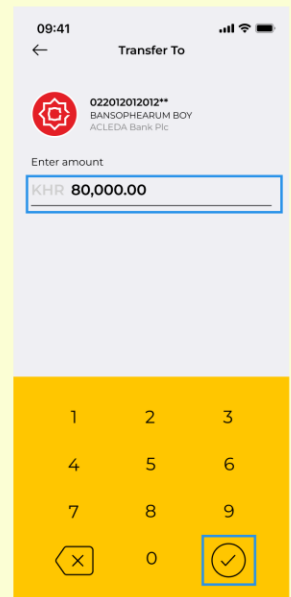 09:41
Transfer To
022012012012**
BANSOPHEARUM BOY
ACLEDA Bank Plc
Enter amount
KHR 80,000.00
1 2 3
4 5 6
7 8 9
0